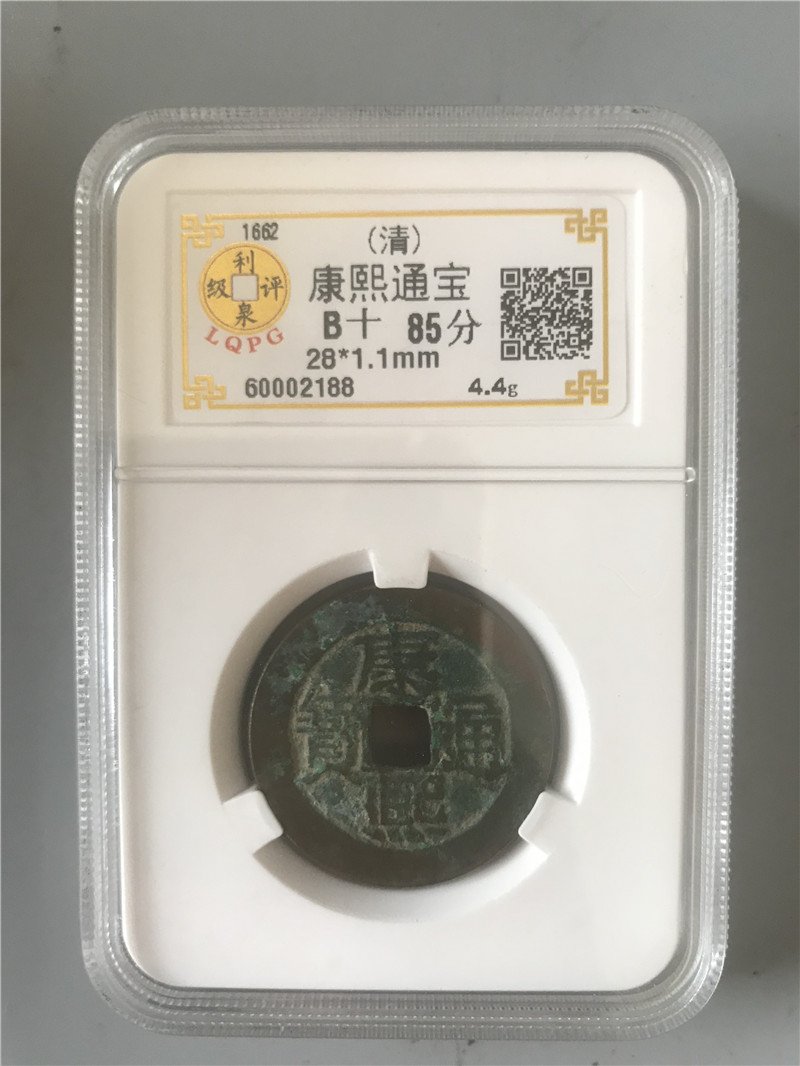 1662
(清)
利泉评级
LQPG
康熙通宝
B十 85分
28*1.1mm
60002188 4.4g
康熙通寶